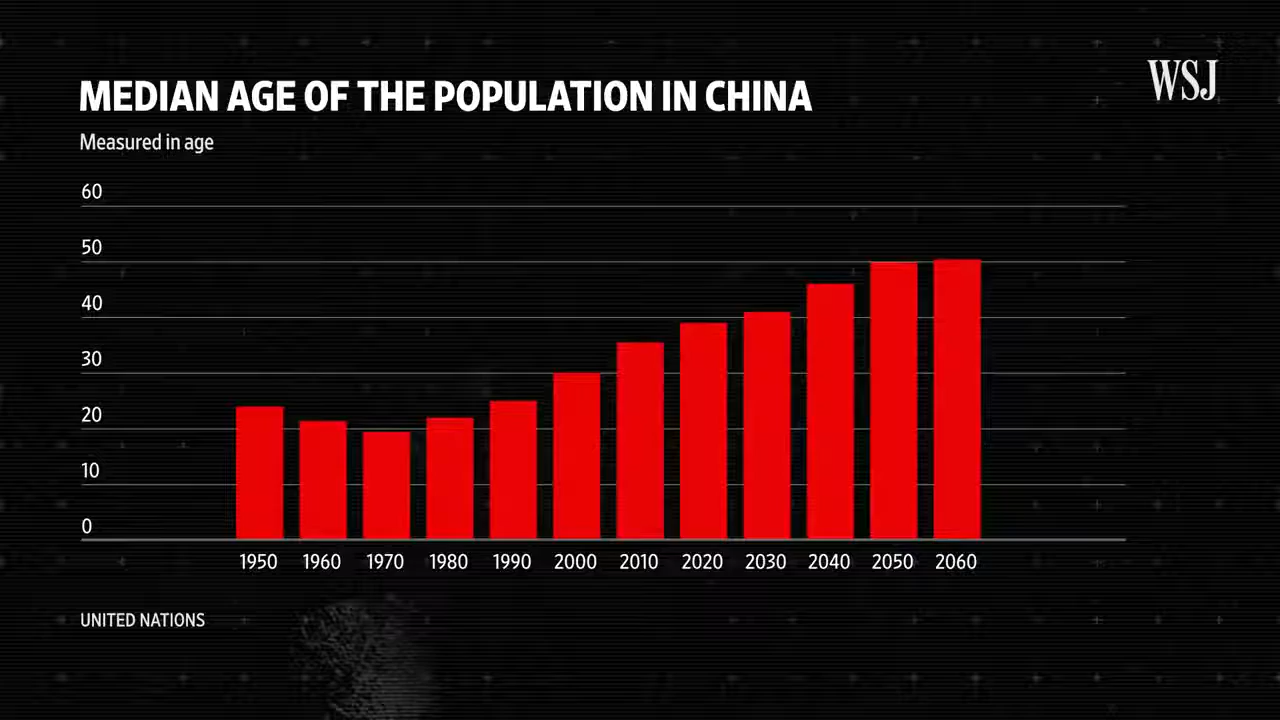 MEDIAN AGE OF THE POPULATION IN CHINA
WSJ
Measured in age
60
50
40
30
20
10
0
1950 1960 1970 1980 1990 2000 2010 2020 2030 2040 2050 2060
UNITED NATIONS